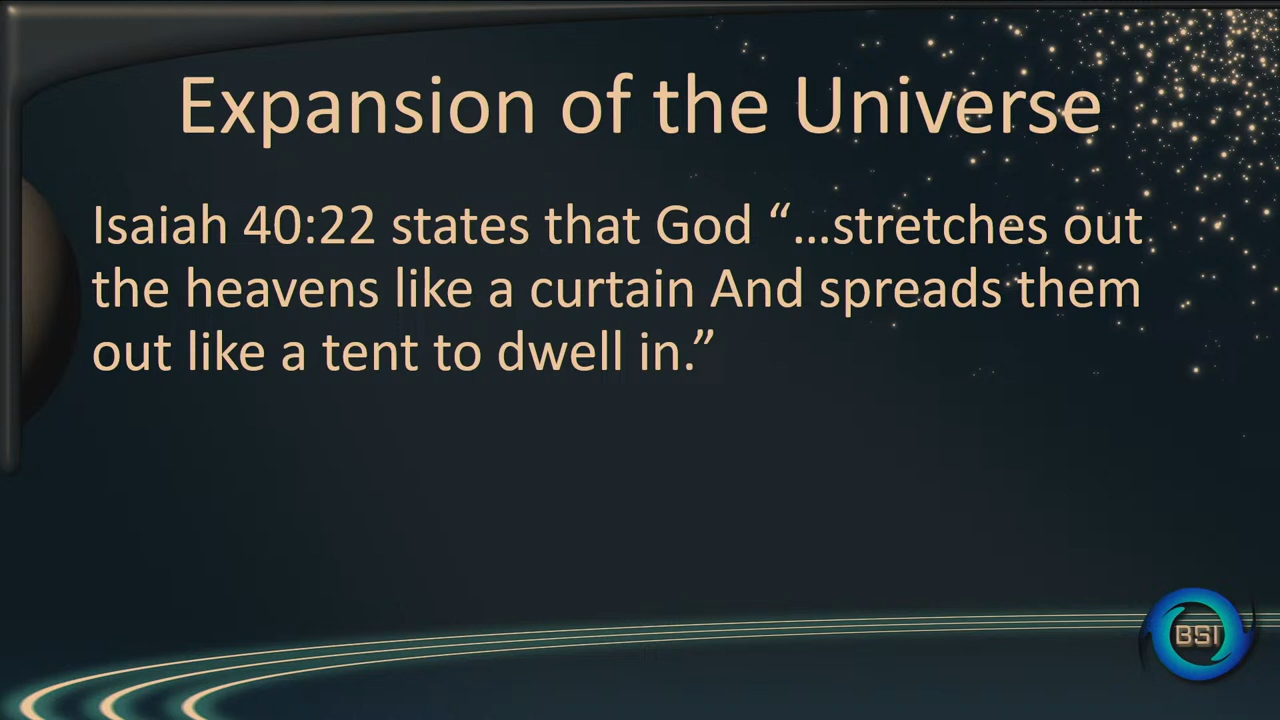 Expansion of the Universe
Isaiah 40:22 states that God “…stretches out
the heavens like a curtain And spreads them
out like a tent to dwell in.”
BSI